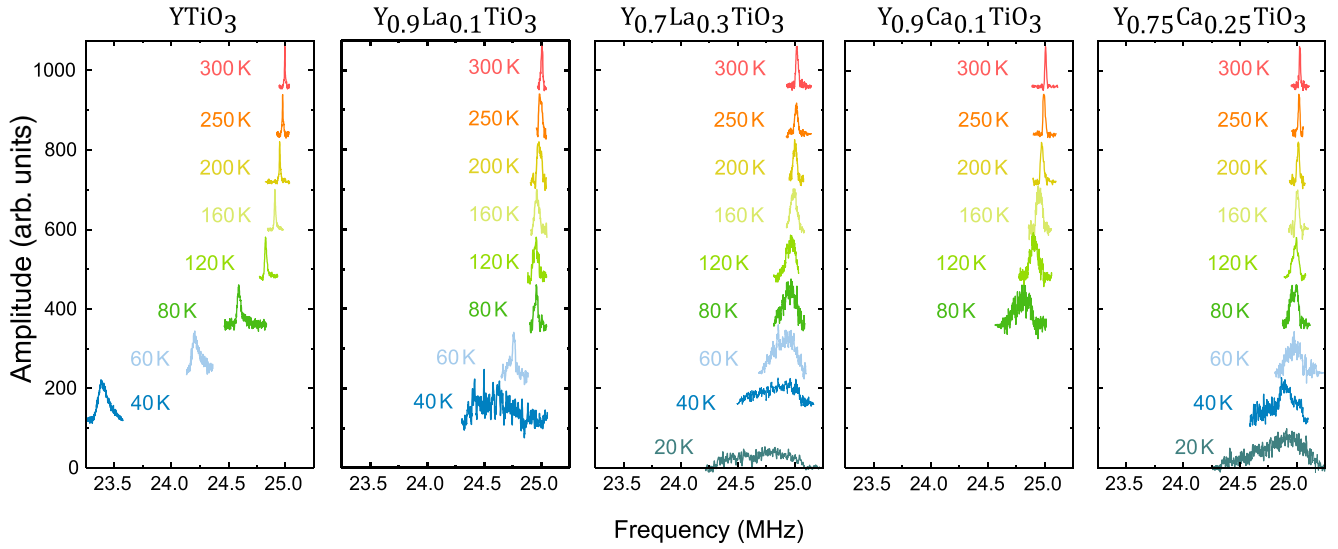 YTiO3 Y0.9La0.1TiO3 Y0.7La0.3TiO3 Y0.9Ca0.1TiO3 Y0.75Ca0.25TiO3
Amplitude (arb. units)
1000
800
600
400
200
0
300 K
250 K
200 K
160 K
120 K
80 K
60 K
40 K
23.5 24.0 24.5 25.0
300 K
250 K
200 K
160 K
120 K
80 K
60 K
40 K
23.5 24.0 24.5 25.0
300 K
250 K
200 K
160 K
120 K
80 K
60 K
40 K
20 K
23.5 24.0 24.5 25.0
300 K
250 K
200 K
160 K
120 K
80 K
23.5 24.0 24.5 25.0
300 K
250 K
200 K
160 K
120 K
80 K
60 K
40 K
20 K
23.5 24.0 24.5 25.0
Frequency (MHz)